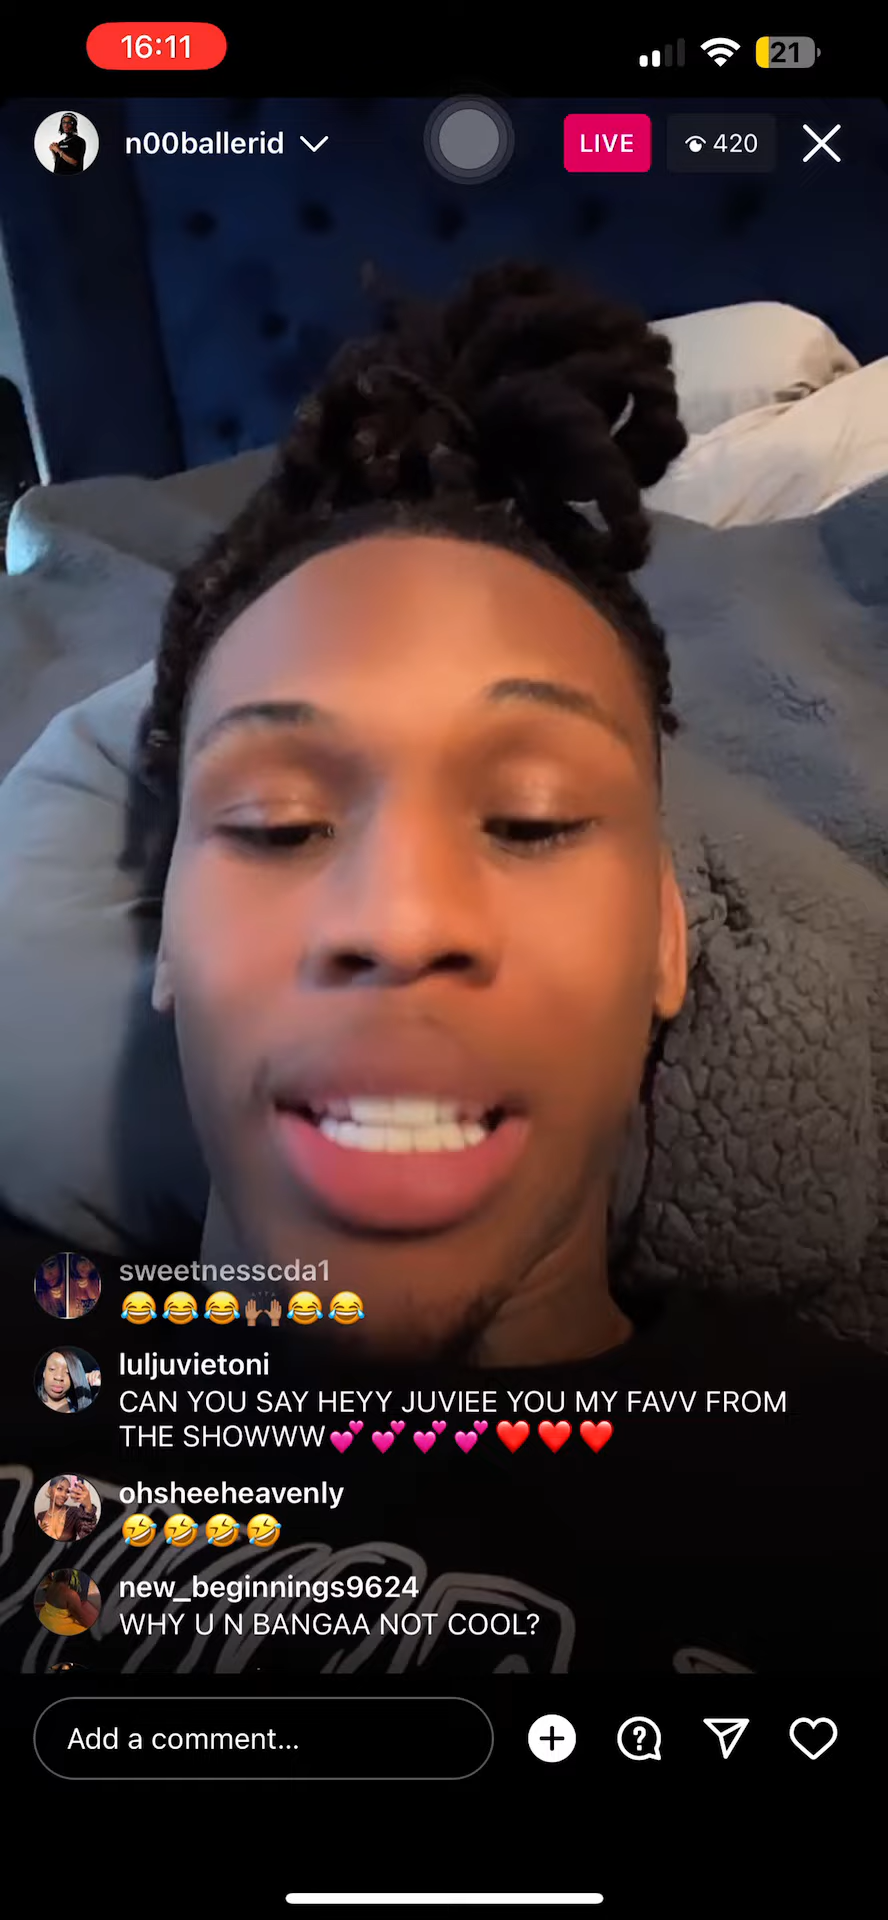 16:11
21
n00ballerid
LIVE
420
sweetnesscda1
😂😂😂🙌🏽😂😂
luljuvietoni
CAN YOU SAY HEYY JUVIEE YOU MY FAVV FROM
THE SHOWWW💕💕💕💕❤️❤️❤️
ohsheeheavenly
🤣🤣🤣🤣
new_beginnings9624
WHY U N BANGAA NOT COOL?
Add a comment...